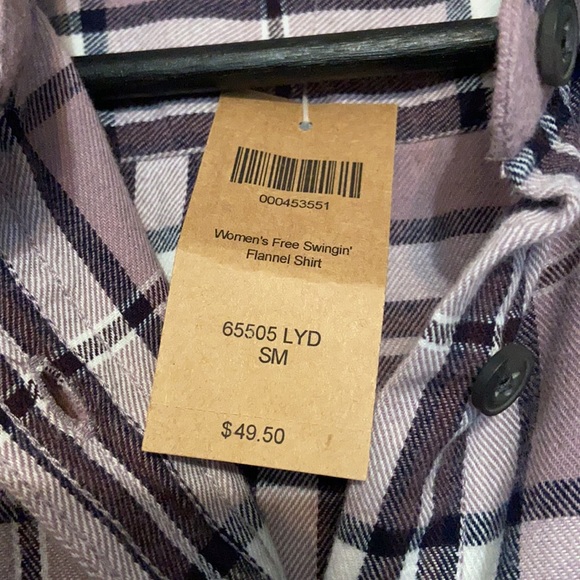 000453551
Women's Free Swingin'
Flannel Shirt
65505 LYD
SM
$49.50